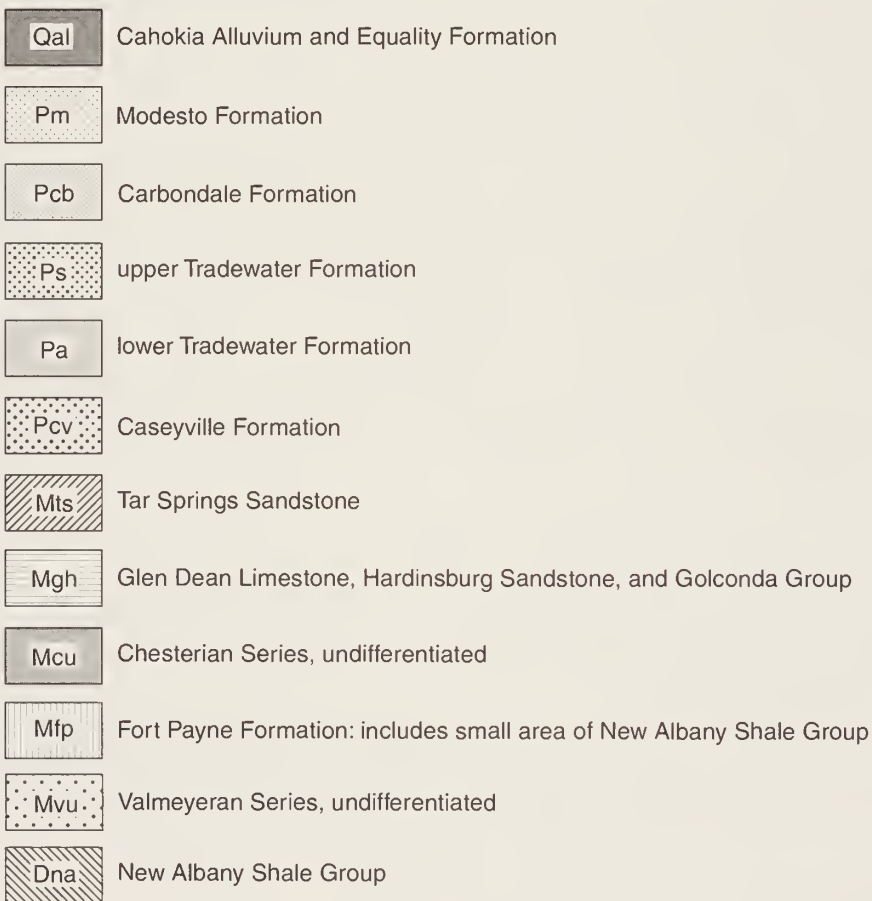 Qal Cahokia Alluvium and Equality Formation
Pm Modesto Formation
Pcb Carbondale Formation
Ps upper Tradewater Formation
Pa lower Tradewater Formation
Pcv Caseyville Formation
Mts Tar Springs Sandstone
Mgh Glen Dean Limestone, Hardinsburg Sandstone, and Golconda Group
Mcu Chesterian Series, undifferentiated
Mfp Fort Payne Formation: includes small area of New Albany Shale Group
Mvu Valmeyeran Series, undifferentiated
Dna New Albany Shale Group